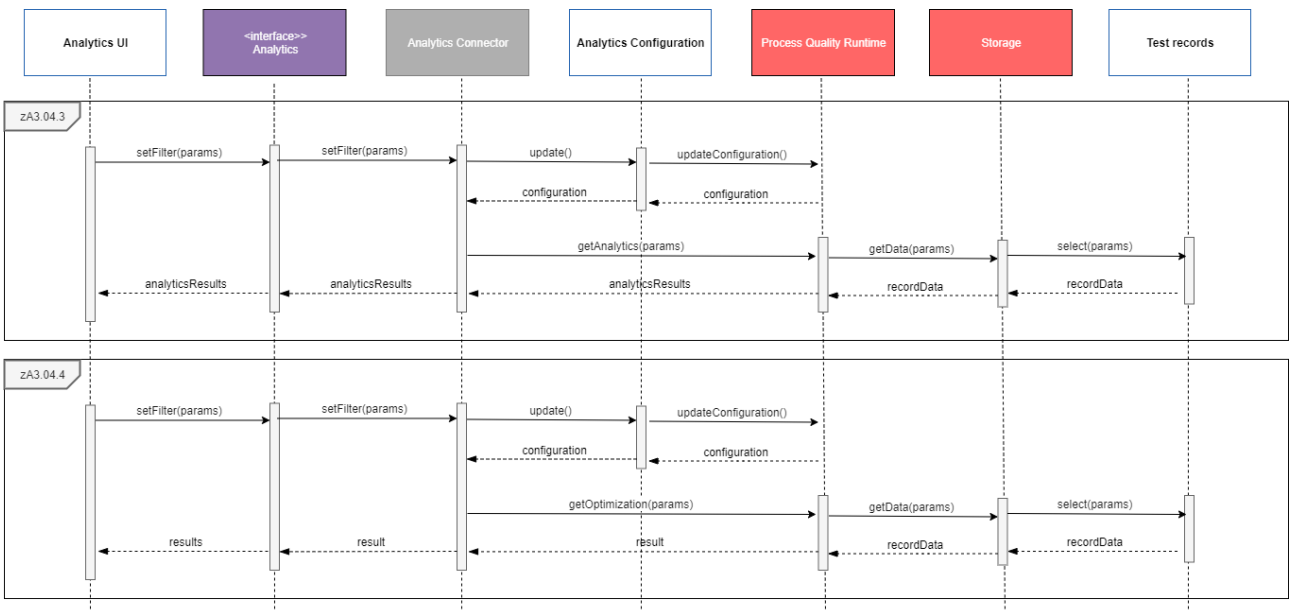 Analytics UI
<interface>>
Analytics
Analytics Connector
Analytics Configuration
Process Quality Runtime
Storage
Test records
zA3.04.3
setFilter(params)
setFilter(params)
update()
updateConfiguration()
configuration
configuration
getAnalytics(params)
getData(params)
select(params)
analyticsResults
analyticsResults
analyticsResults
recordData
recordData
zA3.04.4
setFilter(params)
setFilter(params)
update()
updateConfiguration()
configuration
configuration
getOptimization(params)
getData(params)
select(params)
results
result
result
recordData
recordData